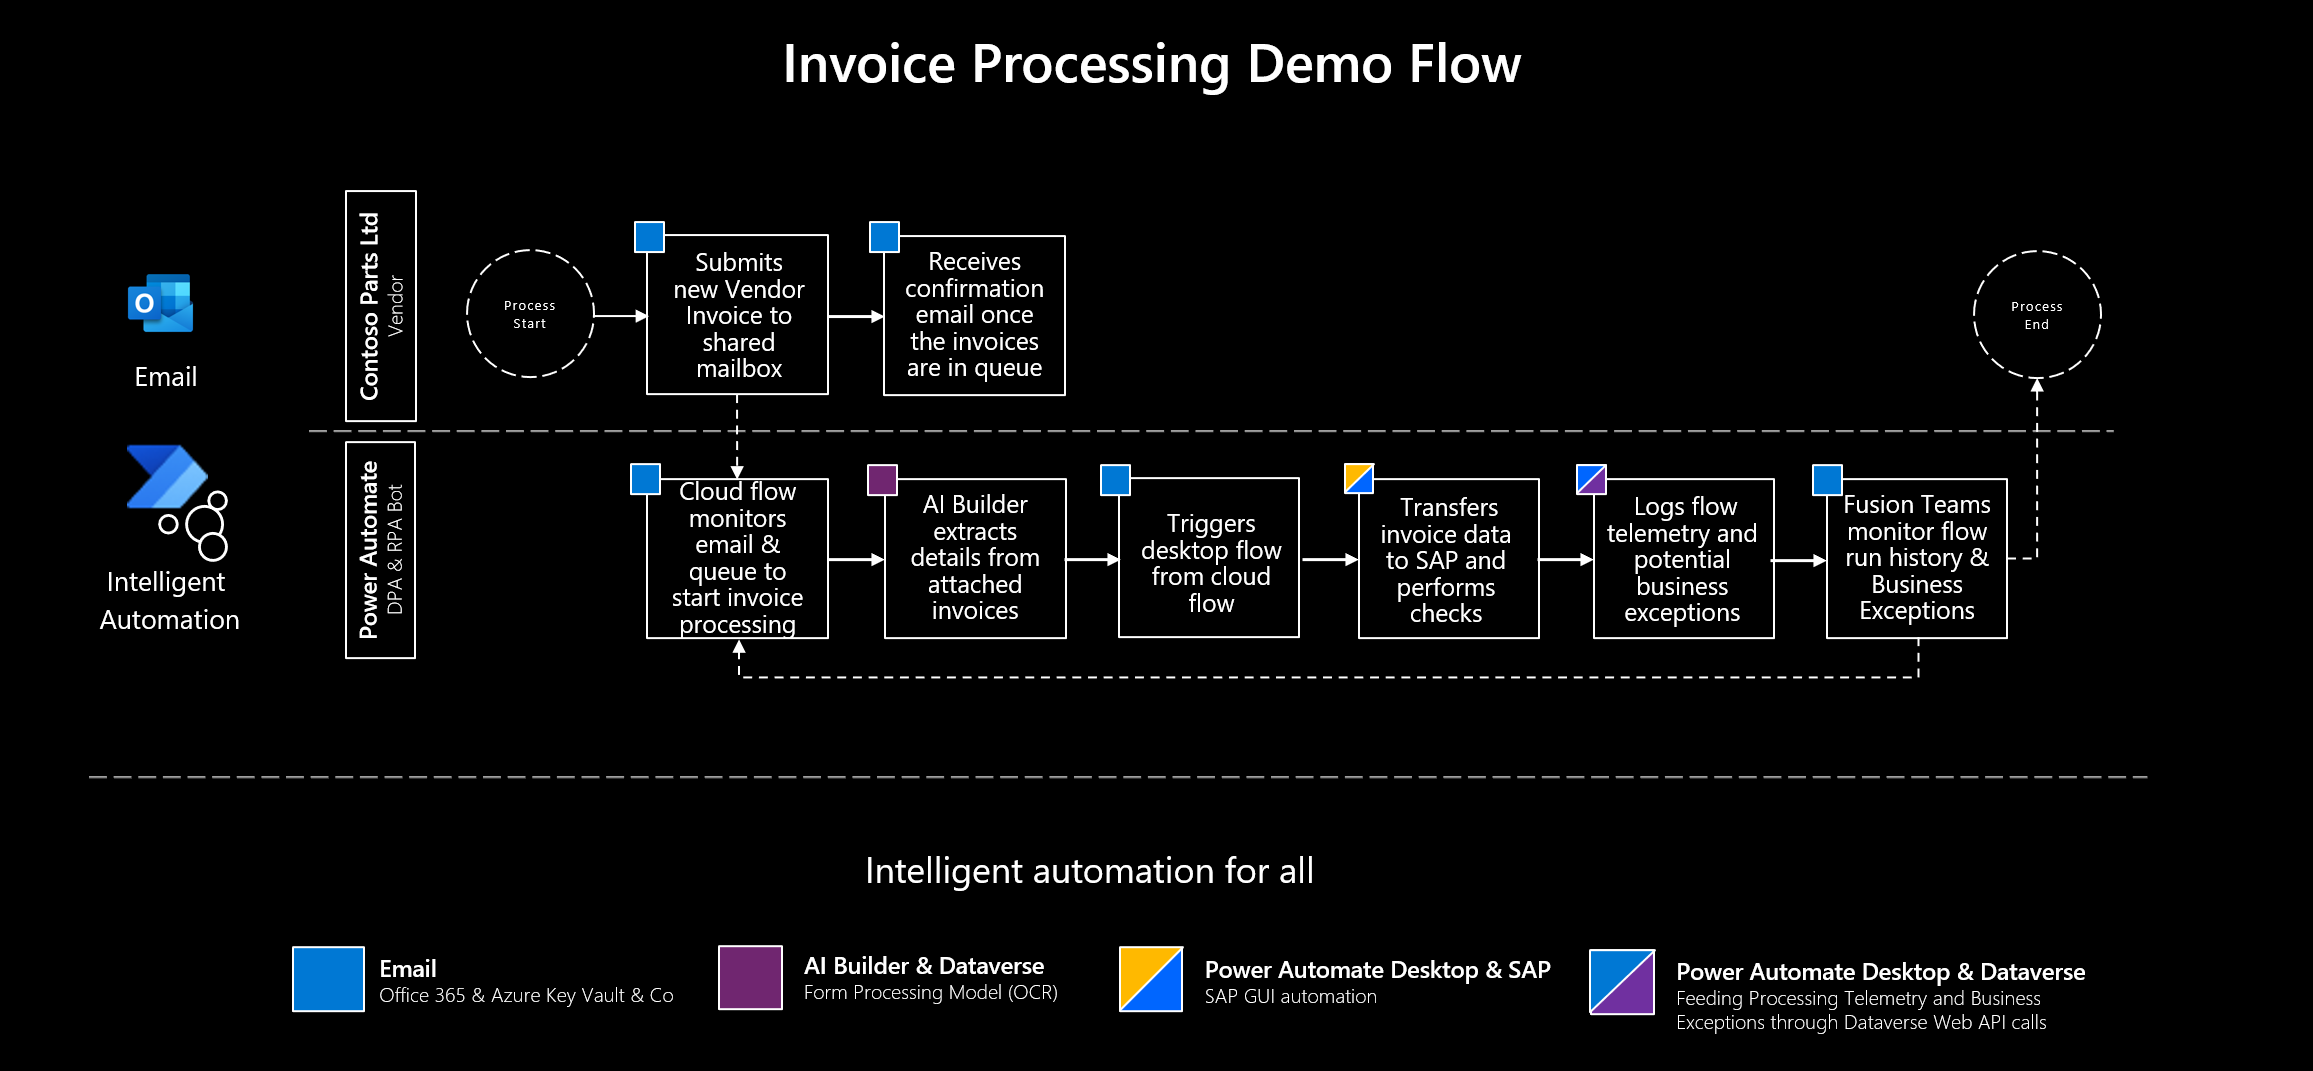 Invoice Processing Demo Flow
Email
Contoso Parts Ltd
Vendor
Process
Start
Submits
new Vendor
Invoice to
shared
mailbox
Receives
confirmation
email once
the invoices
are in queue
Process
End
Intelligent
Automation
Power Automate
DPA & RPA Bot
Cloud flow
monitors
email &
queue to
start invoice
processing
AI Builder
extracts
details from
attached
invoices
Triggers
desktop flow
from cloud
flow
Transfers
invoice data
to SAP and
performs
checks
Logs flow
telemetry and
potential
business
exceptions
Fusion Teams
monitor flow
run history &
Business
Exceptions
Intelligent automation for all
Email
Office 365 & Azure Key Vault & Co
AI Builder & Dataverse
Form Processing Model (OCR)
Power Automate Desktop & SAP
SAP GUI automation
Power Automate Desktop & Dataverse
Feeding Processing Telemetry and Business
Exceptions through Dataverse Web API calls